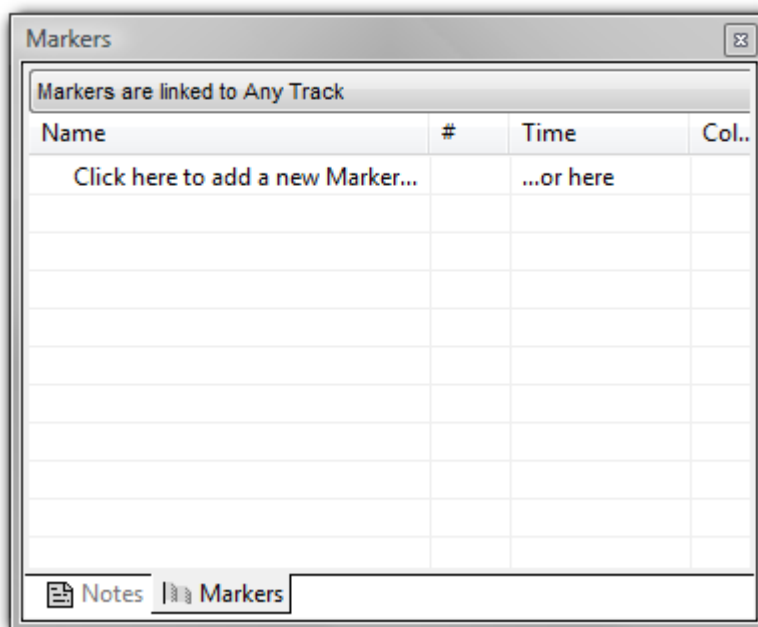 Markers
Markers are linked to Any Track
Name # Time Col..
Click here to add a new Marker... ...or here
Notes Markers